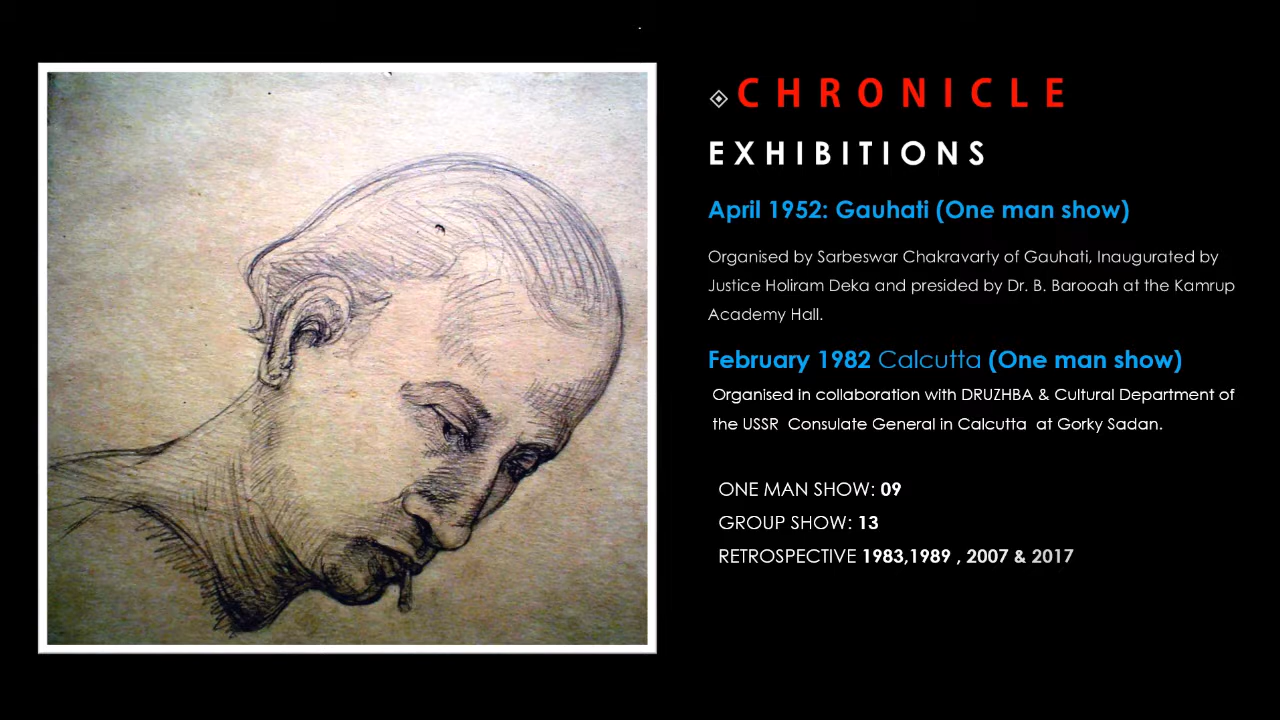 CHRONICLE
EXHIBITIONS
April 1952: Gauhati (One man show)
Organised by Sarbeswar Chakravarty of Gauhati, Inaugurated by
Justice Holiram Deka and presided by Dr. B. Barooah at the Kamrup
Academy Hall.
February 1982 Calcutta (One man show)
Organised in collaboration with DRUZHBA & Cultural Department of
the USSR Consulate General in Calcutta at Gorky Sadan.
ONE MAN SHOW: 09
GROUP SHOW: 13
RETROSPECTIVE 1983,1989 , 2007 & 2017